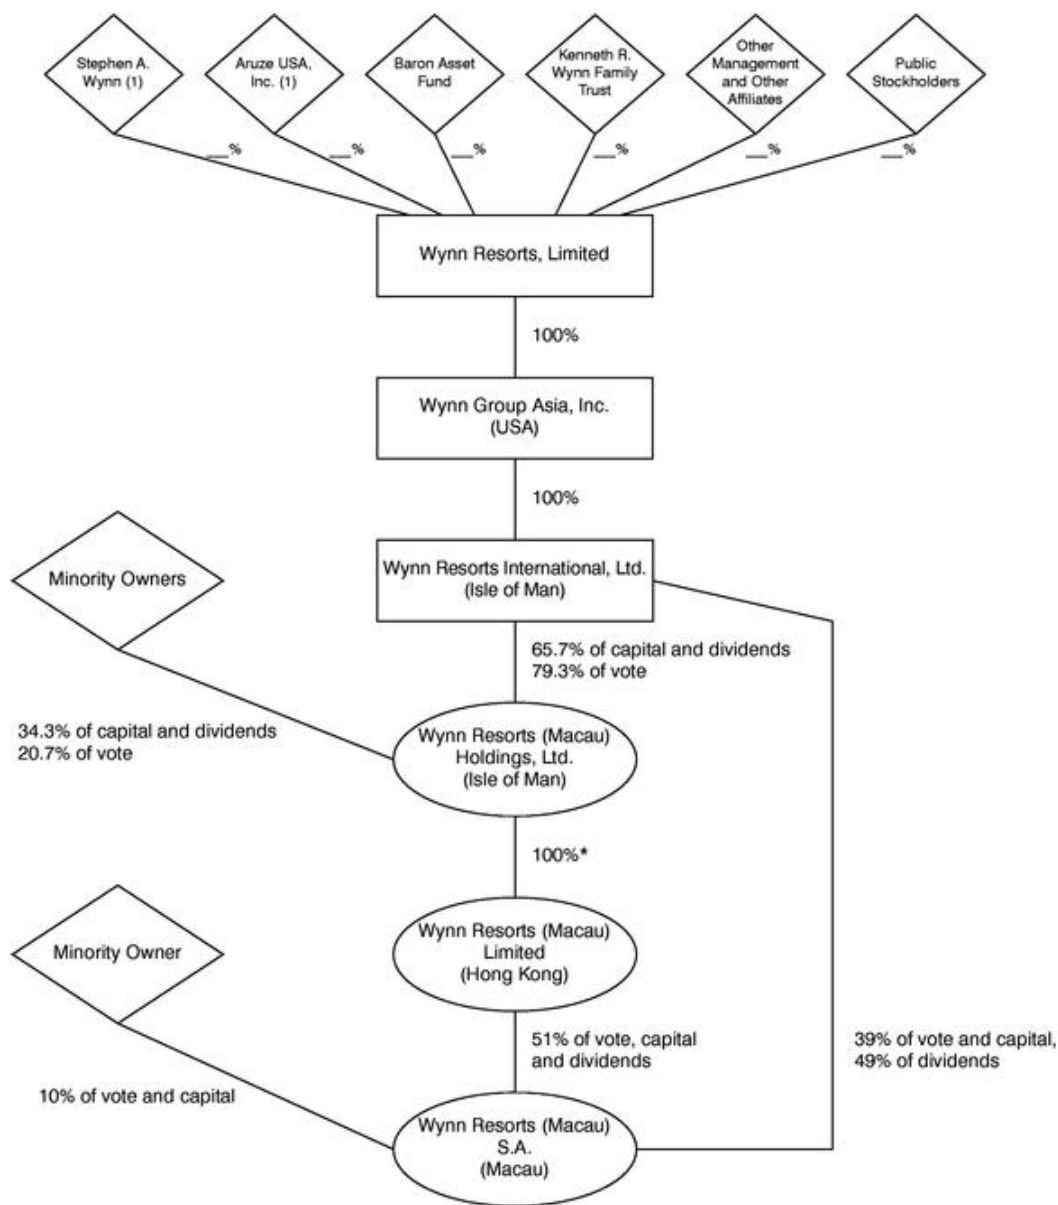 Stephen A.
Wynn (1)
Aruze USA,
Inc. (1)
Baron Asset
Fund
Kenneth R.
Wynn Family
Trust
Other
Management
and Other
Affiliates
Public
Stockholders
__%
__%
__%
__%
__%
__%
Wynn Resorts, Limited
100%
Wynn Group Asia, Inc.
(USA)
100%
Wynn Resorts International, Ltd.
(Isle of Man)
Minority Owners
65.7% of capital and dividends
79.3% of vote
34.3% of capital and dividends
20.7% of vote
Wynn Resorts (Macau)
Holdings, Ltd.
(Isle of Man)
100%*
Wynn Resorts (Macau)
Limited
(Hong Kong)
Minority Owner
51% of vote, capital
and dividends
39% of vote and capital,
49% of dividends
10% of vote and capital
Wynn Resorts (Macau)
S.A.
(Macau)